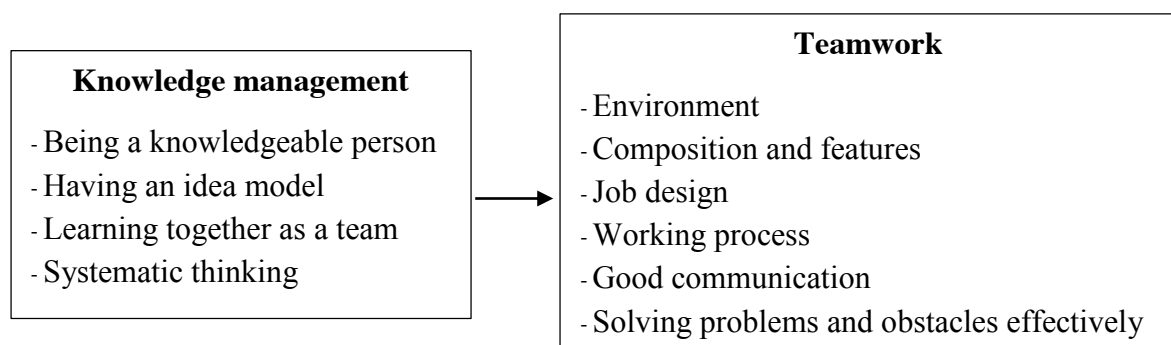 Knowledge management
- Being a knowledgeable person
- Having an idea model
- Learning together as a team
- Systematic thinking
Teamwork
- Environment
- Composition and features
- Job design
- Working process
- Good communication
- Solving problems and obstacles effectively